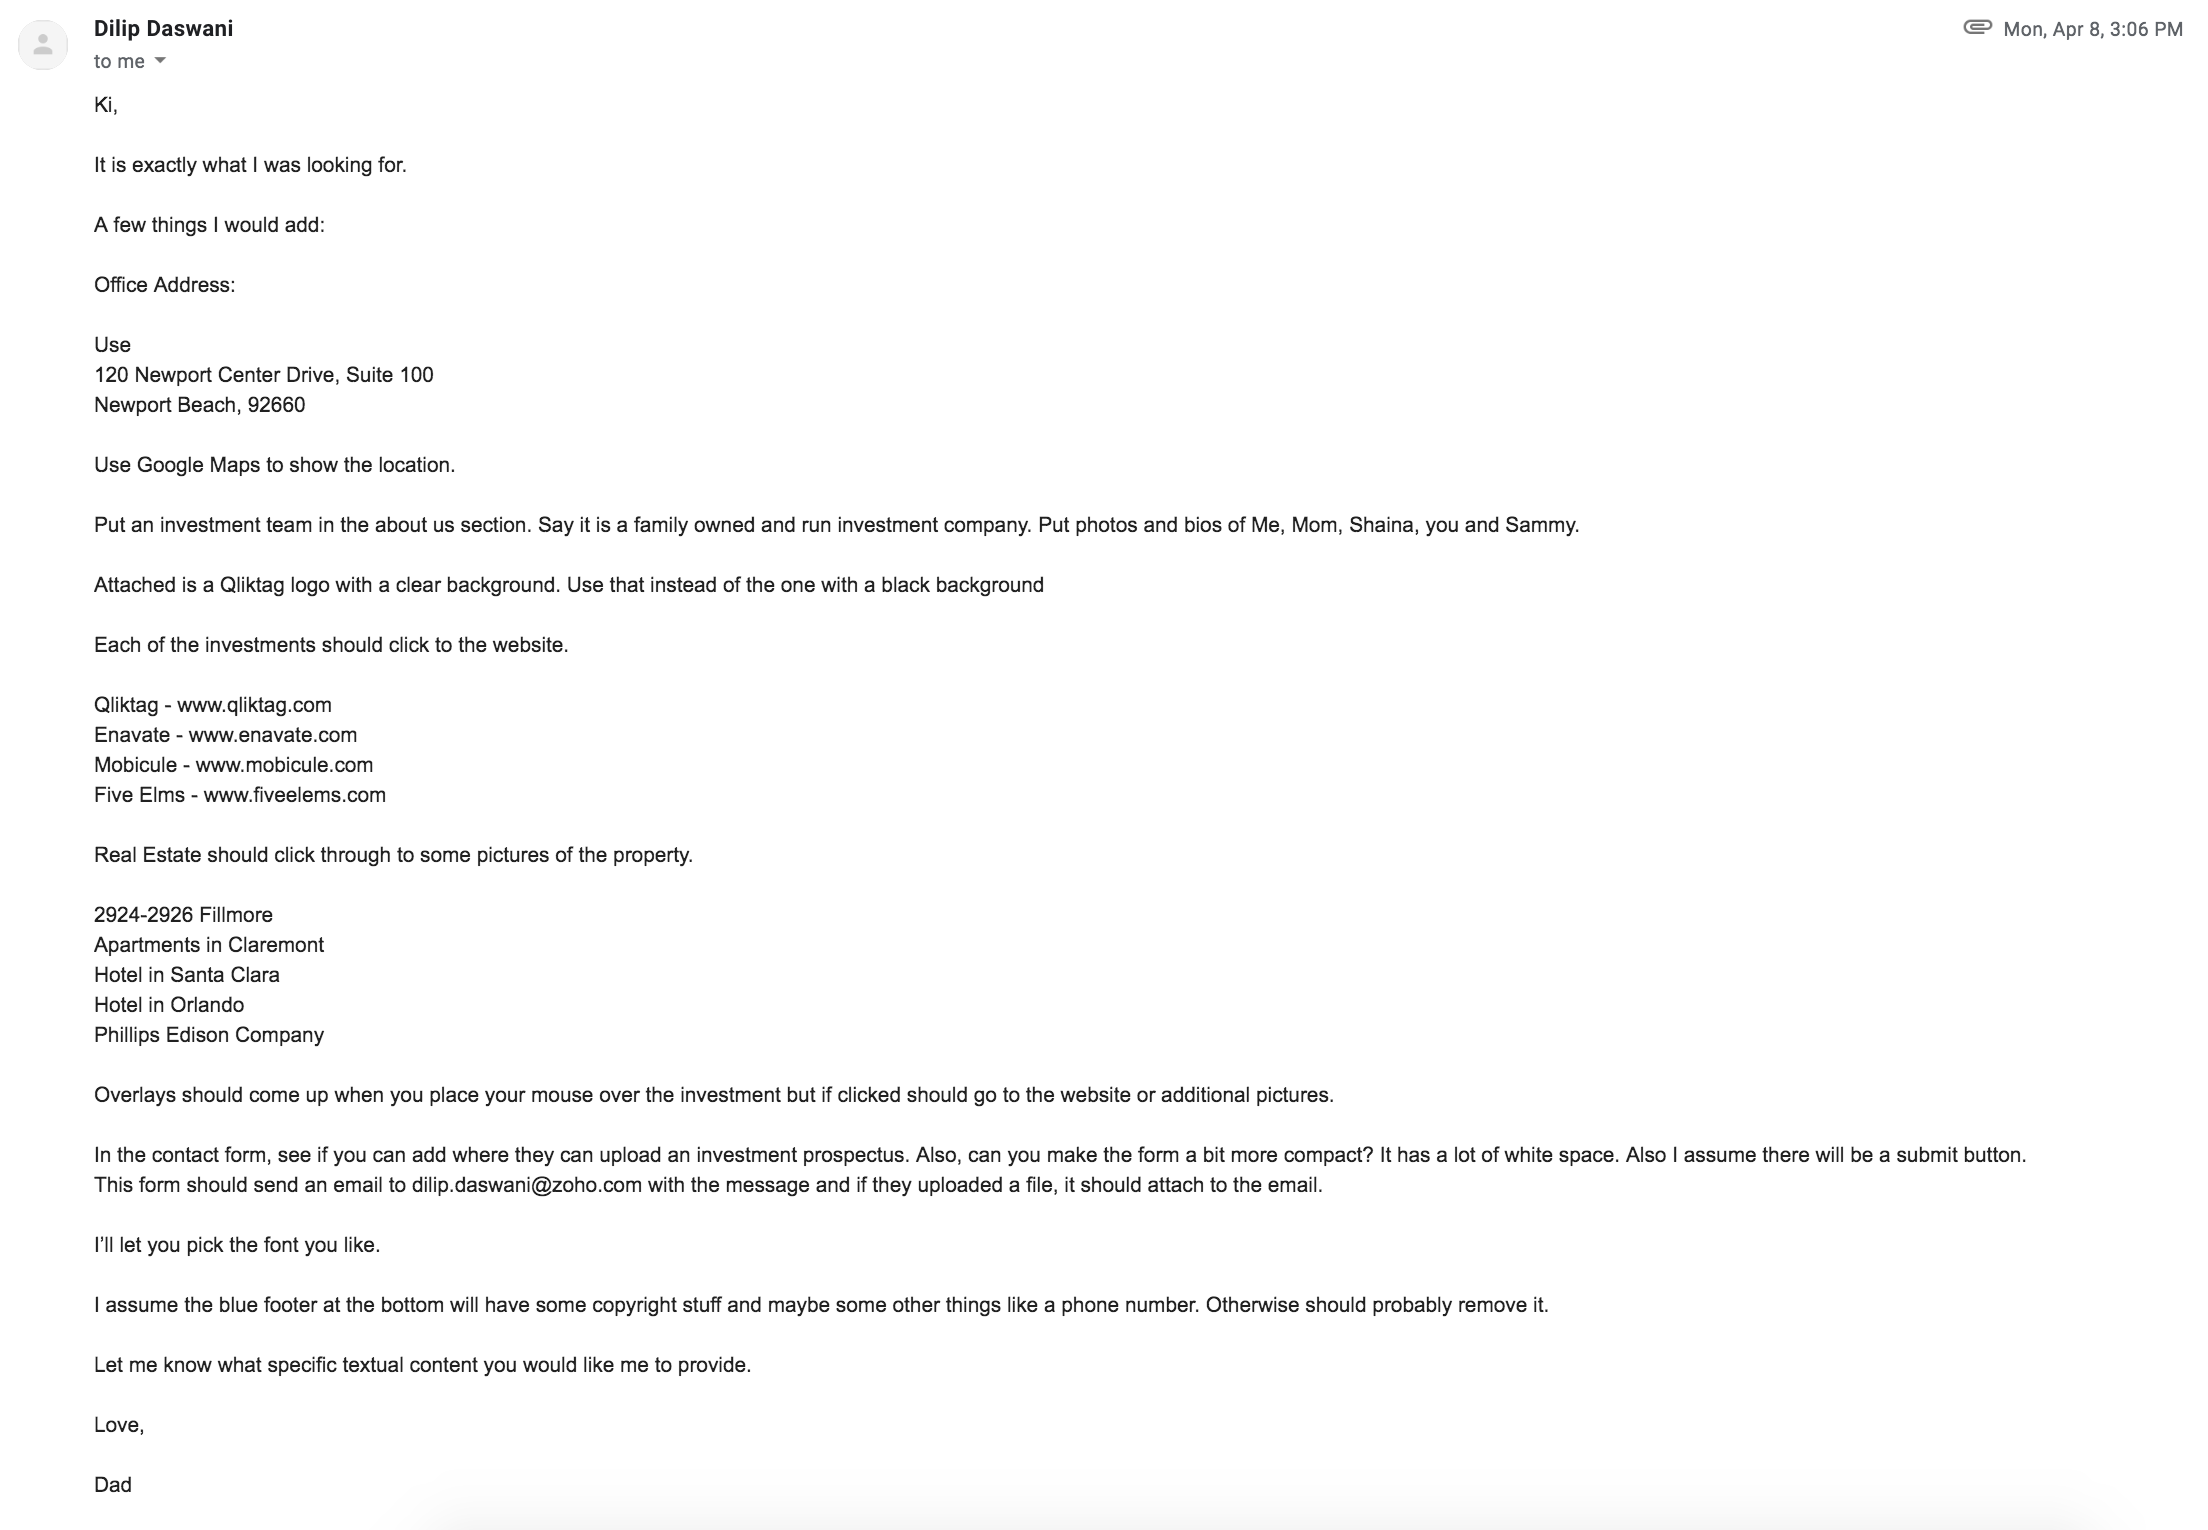 Dilip Daswani
Mon, Apr 8, 3:06 PM
to me
Ki,
It is exactly what I was looking for.
A few things I would add:
Office Address:
Use
120 Newport Center Drive, Suite 100
Newport Beach, 92660
Use Google Maps to show the location.
Put an investment team in the about us section. Say it is a family owned and run investment company. Put photos and bios of Me, Mom, Shaina, you and Sammy.
Attached is a Qliktag logo with a clear background. Use that instead of the one with a black background
Each of the investments should click to the website.
Qliktag - www.qliktag.com
Enavate - www.enavate.com
Mobicule - www.mobicule.com
Five Elms - www.fiveelems.com
Real Estate should click through to some pictures of the property.
2924-2926 Fillmore
Apartments in Claremont
Hotel in Santa Clara
Hotel in Orlando
Phillips Edison Company
Overlays should come up when you place your mouse over the investment but if clicked should go to the website or additional pictures.
In the contact form, see if you can add where they can upload an investment prospectus. Also, can you make the form a bit more compact? It has a lot of white space. Also I assume there will be a submit button.
This form should send an email to dilip.daswani@zoho.com with the message and if they uploaded a file, it should attach to the email.
I’ll let you pick the font you like.
I assume the blue footer at the bottom will have some copyright stuff and maybe some other things like a phone number. Otherwise should probably remove it.
Let me know what specific textual content you would like me to provide.
Love,
Dad